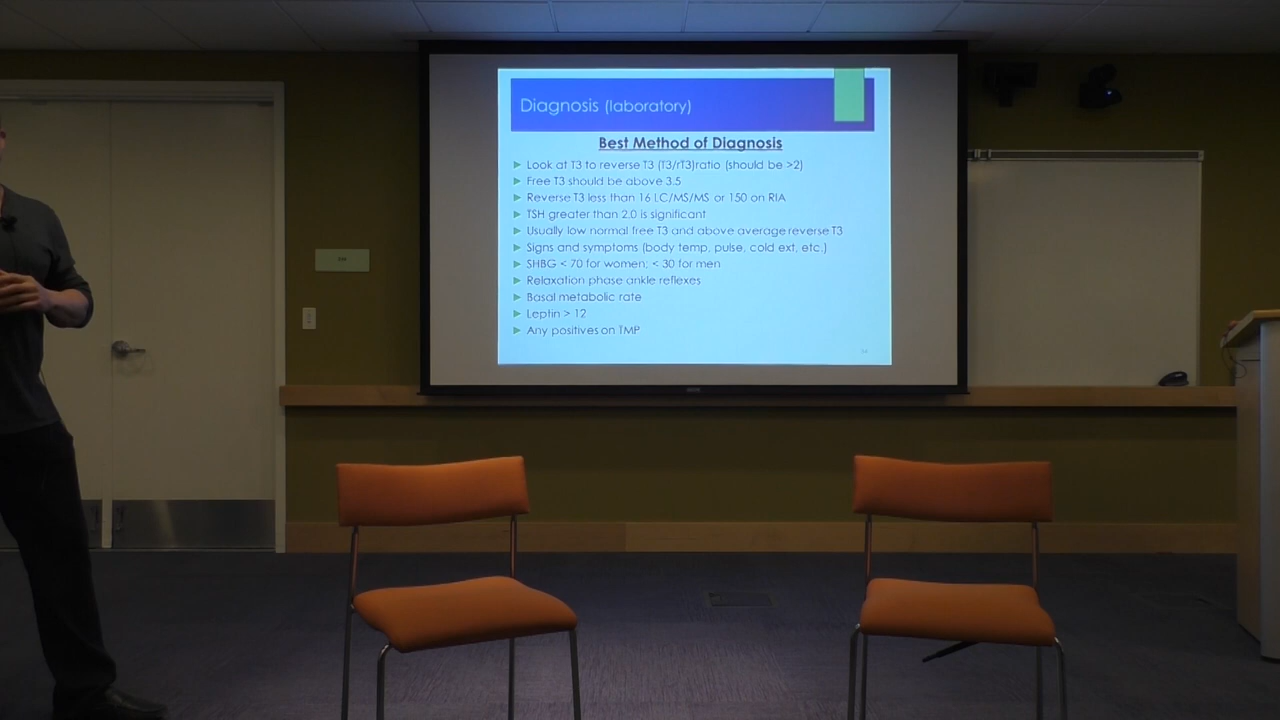 Diagnosis (laboratory)
Best Method of Diagnosis
Look at T3 to reverse T3 (T3/rT3)ratio (should be >2)
Free T3 should be above 3.5
Reverse T3 less than 16 LC/MS/MS or 150 on RIA
TSH greater than 2.0 is significant
Usually low normal free T3 and above average reverse T3
Signs and symptoms (body temp, pulse, cold ext, etc.)
SHBG < 70 for women; < 30 for men
Relaxation phase ankle reflexes
Basal metabolic rate
Leptin > 12
Any positives on TMP